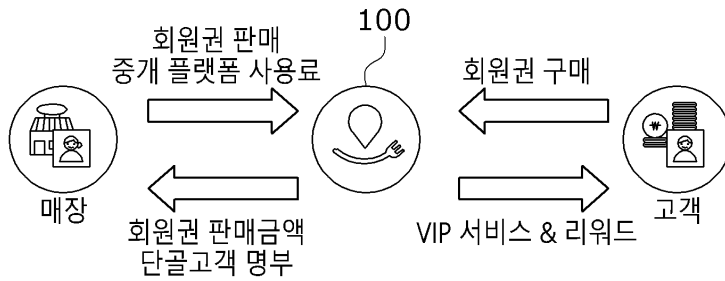 100
회원권 판매
중개 플랫폼 사용료
회원권 구매
₩
매장
고객
회원권 판매금액
단골고객 명부
VIP 서비스 & 리워드